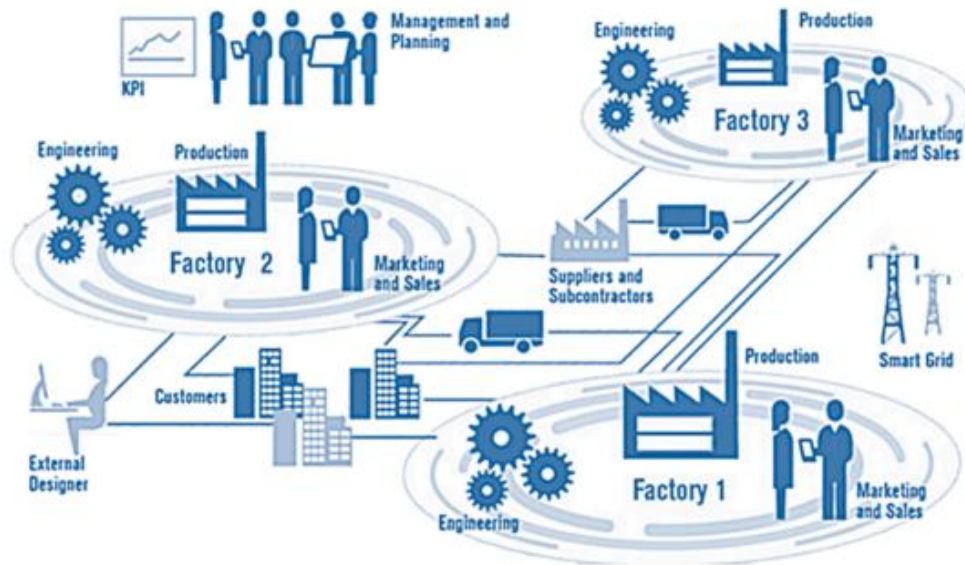 Management and
Planning
KPI
Engineering
Production
Factory 3
Marketing
and Sales
Engineering
Production
Factory 2
Marketing
and Sales
Suppliers and
Subcontractors
Smart Grid
Customers
External
Designer
Production
Factory 1
Engineering
Marketing
and Sales